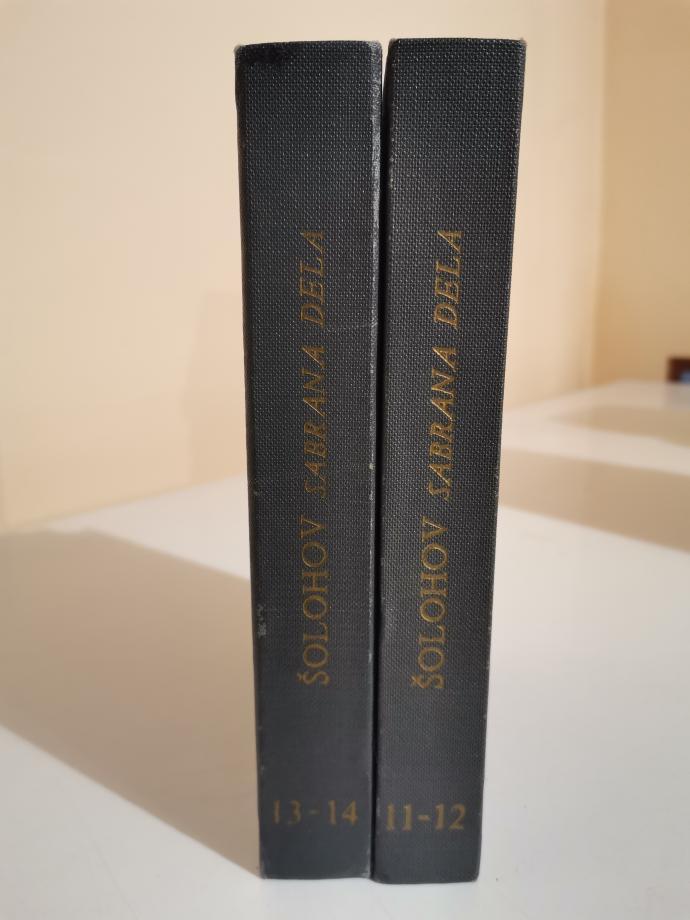 ŠOLOHOV SABRANA DELA
13-14
ŠOLOHOV SABRANA DELA
11-12